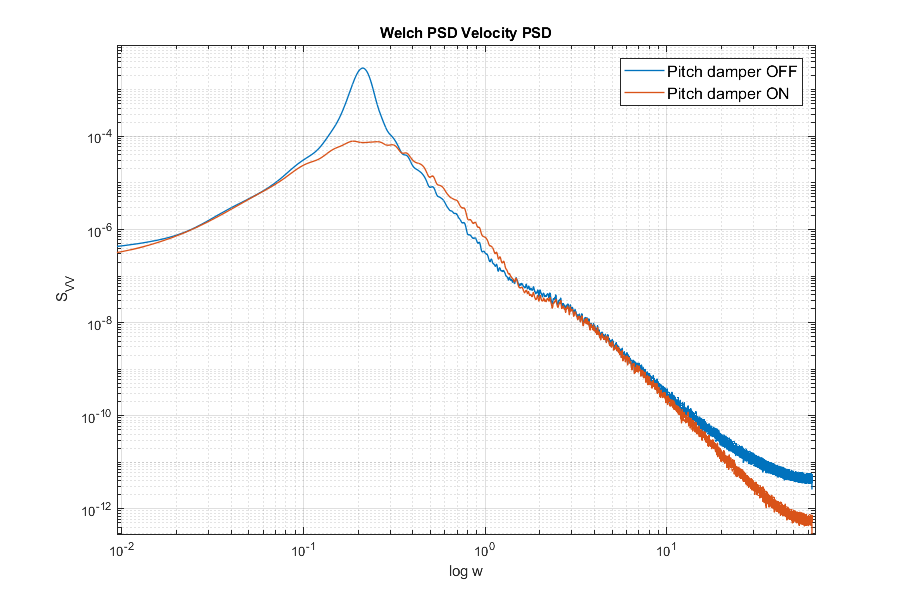 Welch PSD Velocity PSD
Pitch damper OFF
Pitch damper ON
10^-4
10^-6
10^-8
10^-10
10^-12
S_VV
10^-2
10^-1
10^0
10^1
log w